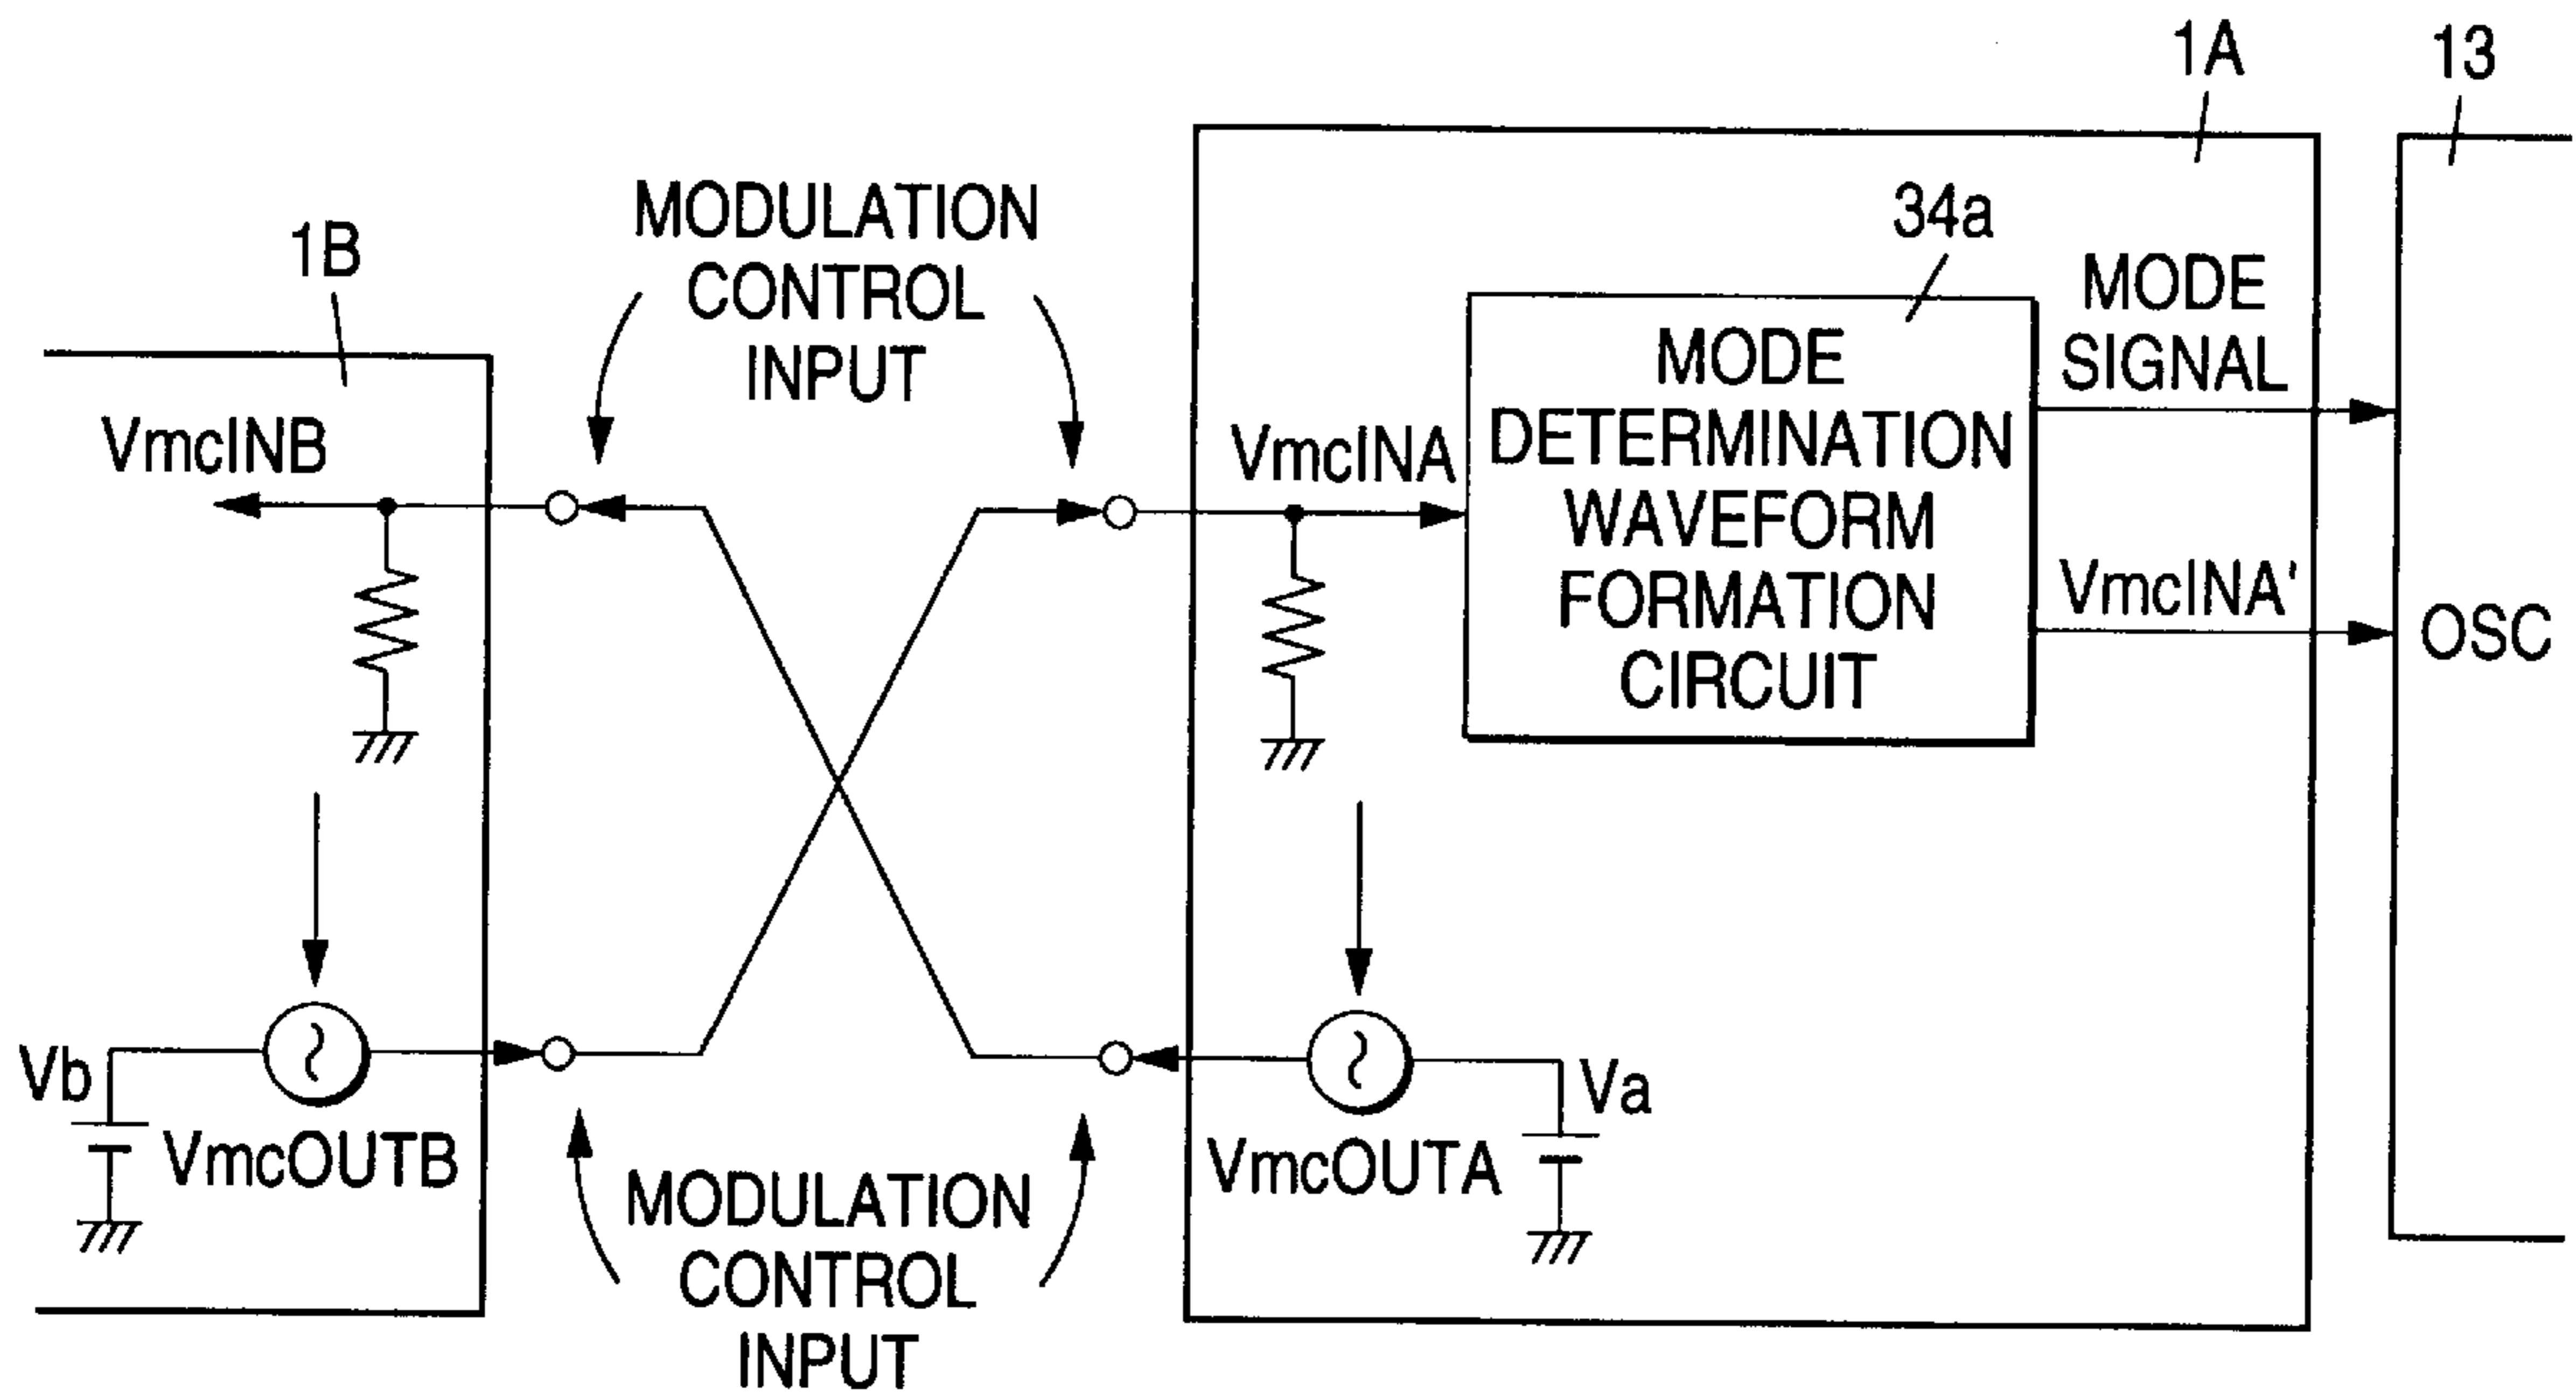 1A
13
34a
1B
MODULATION
CONTROL
INPUT
MODE
SIGNAL
MODE
DETERMINATION
WAVEFORM
FORMATION
CIRCUIT
VmcINB
VmcINA
VmcINA'
OSC
Vb
VmcOUTB
Va
VmcOUTA
MODULATION
CONTROL
INPUT